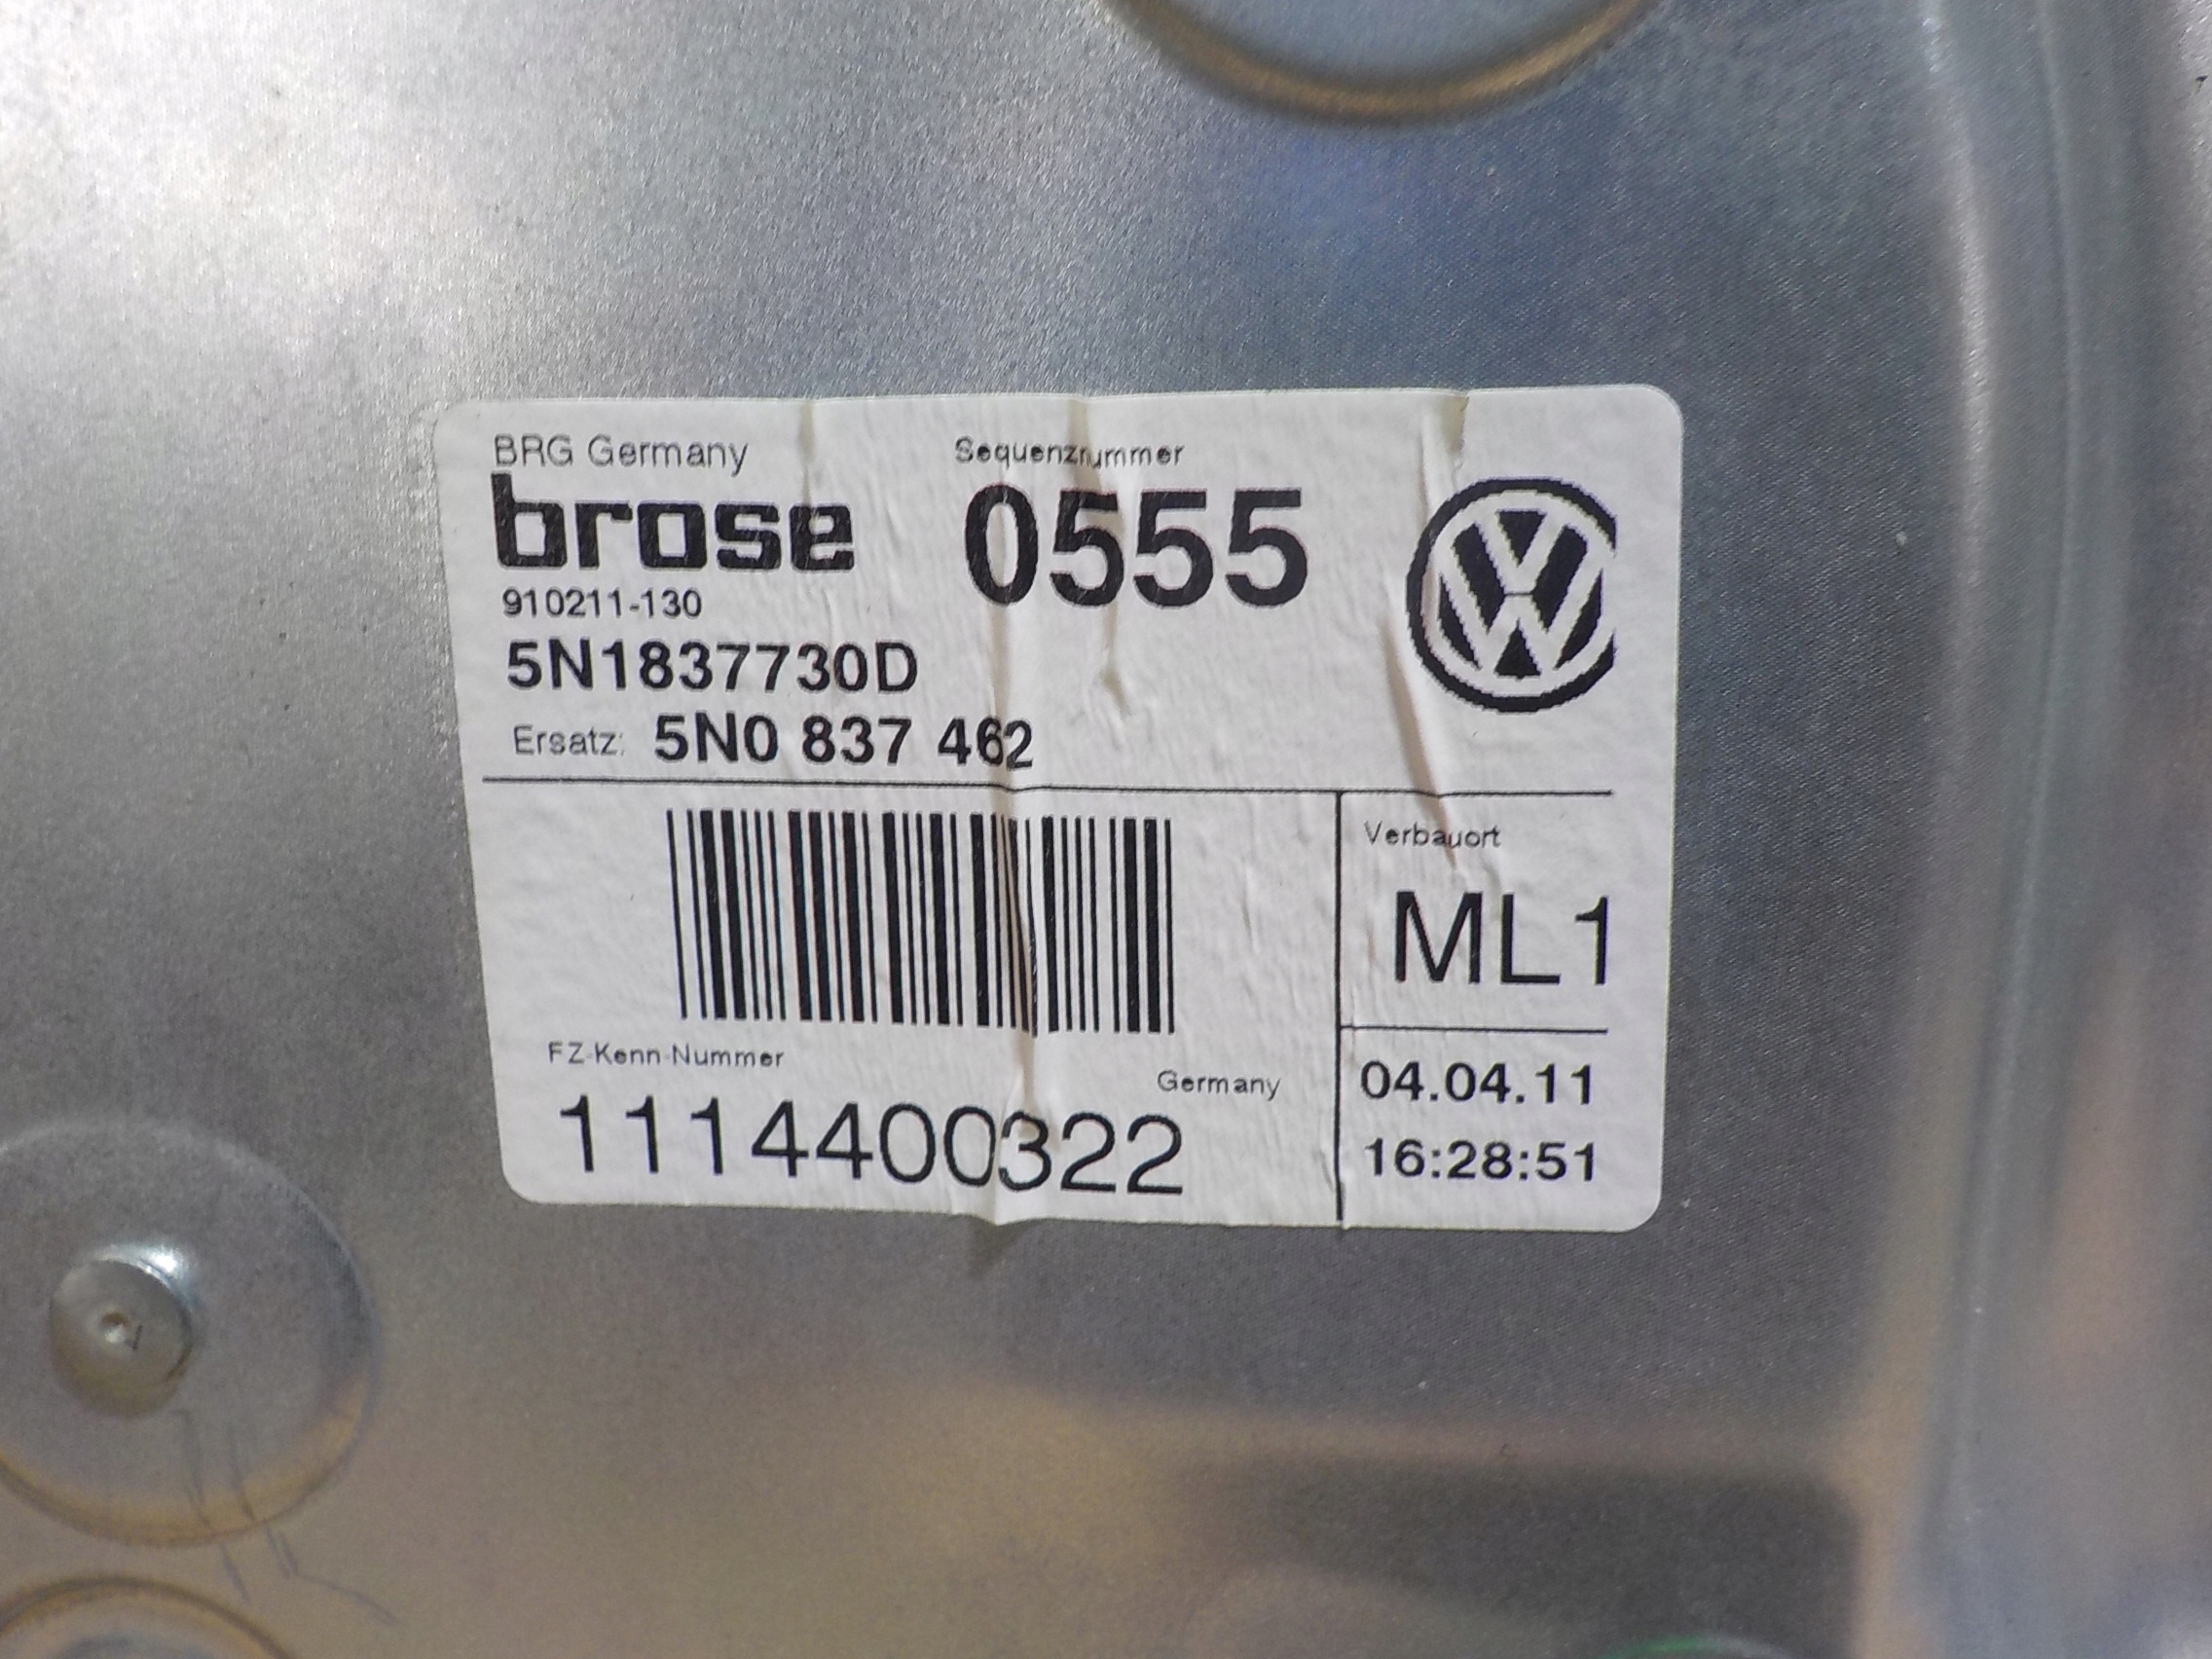 BRG Germany
brose
910211-130
5N1837730D
Ersatz: 5N0 837 462
Sequenznummer
0555
VW
Verbauort
ML1
FZ-Kenn-Nummer
Germany
1114400322
04.04.11
16:28:51